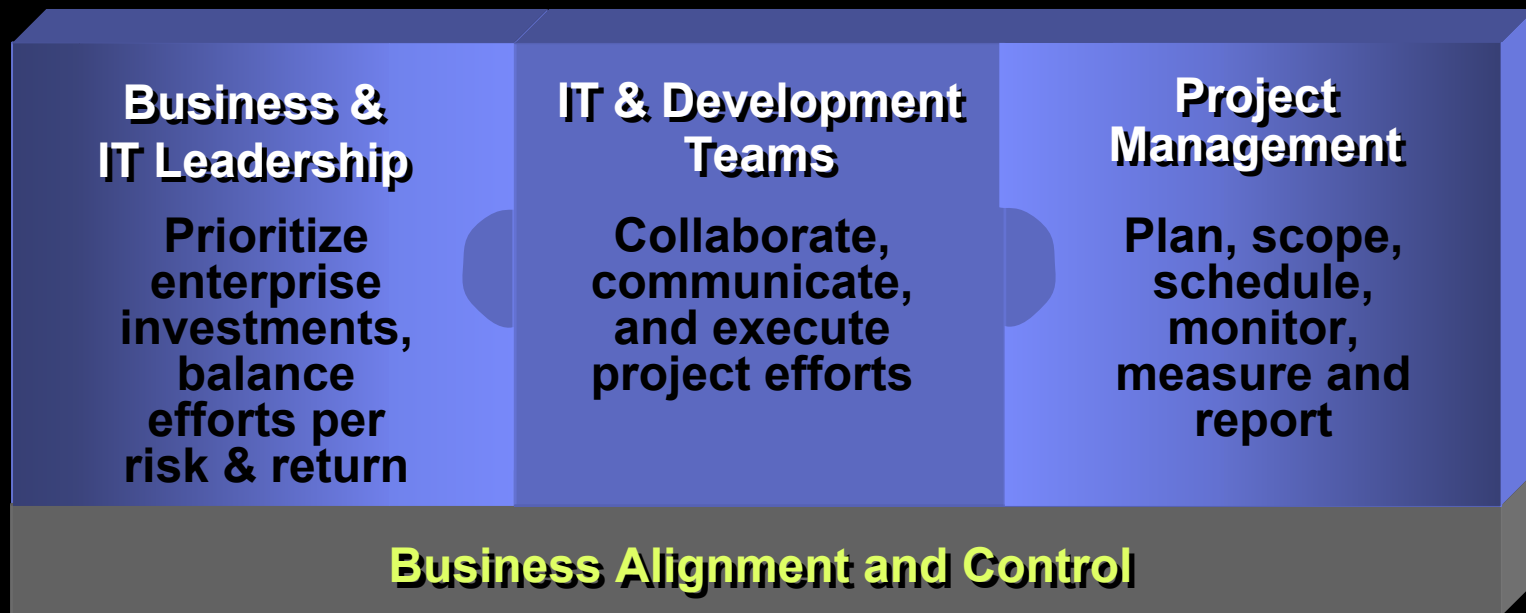 Business &
IT Leadership
Prioritize
enterprise
investments,
balance
efforts per
risk & return
IT & Development
Teams
Collaborate,
communicate,
and execute
project efforts
Project
Management
Plan, scope,
schedule,
monitor,
measure and
report
Business Alignment and Control